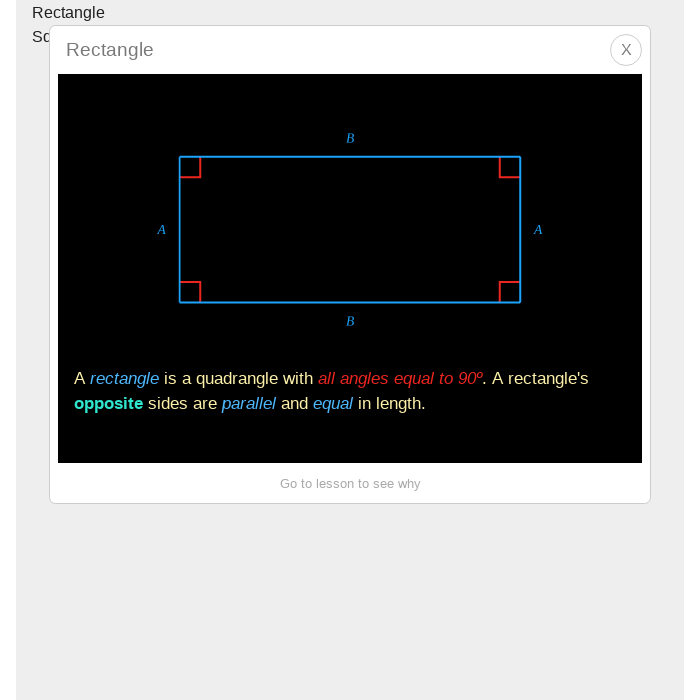 Rectangle
Rectangle
X
B
A
A
B
A rectangle is a quadrangle with all angles equal to 90º. A rectangle's
opposite sides are parallel and equal in length.
Go to lesson to see why